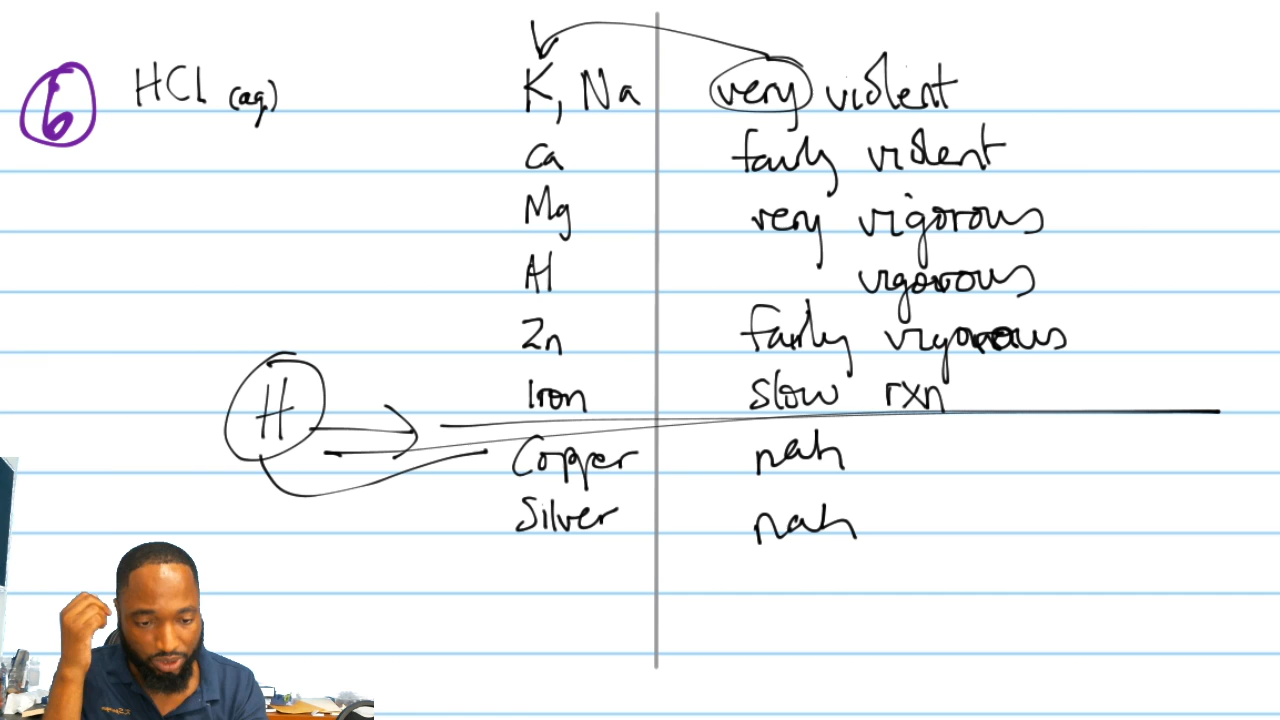 6 HCl (aq) K, Na very violent
Ca fairly violent
Mg very vigorous
Al vigorous
Zn fairly vigorous
Iron slow rxn
H
Copper nah
Silver nah